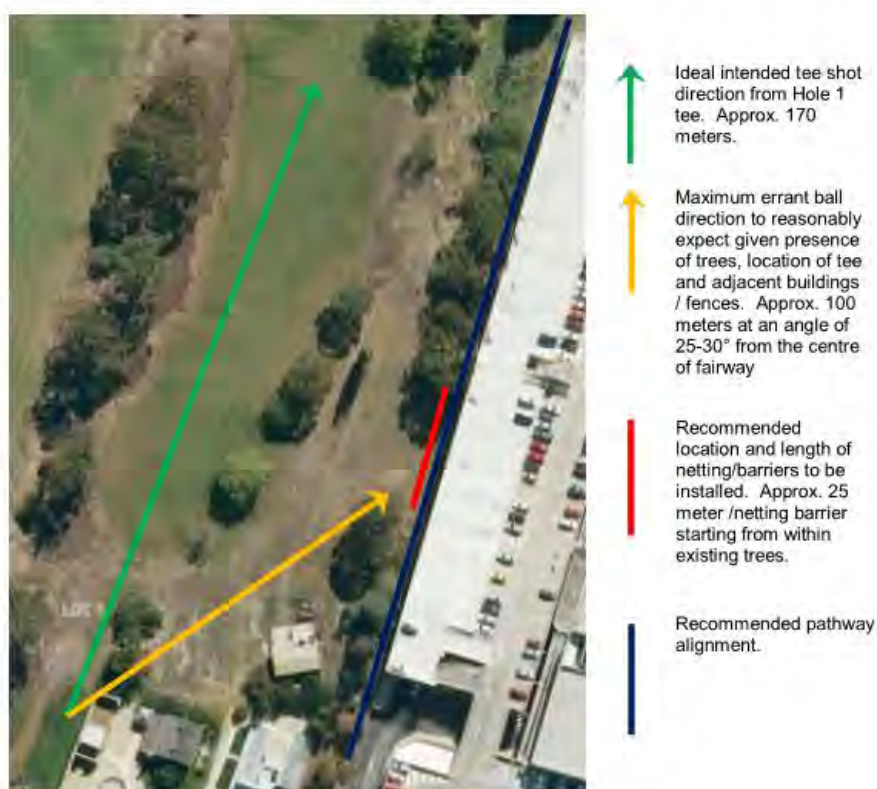 Ideal intended tee shot
direction from Hole 1
tee.  Approx. 170
meters.
Maximum errant ball
direction to reasonably
expect given presence
of trees, location of tee
and adjacent buildings
/ fences.  Approx. 100
meters at an angle of
25-30° from the centre
of fairway
Recommended
location and length of
netting/barriers to be
installed.  Approx. 25
meter /netting barrier
starting from within
existing trees.
Recommended pathway
alignment.